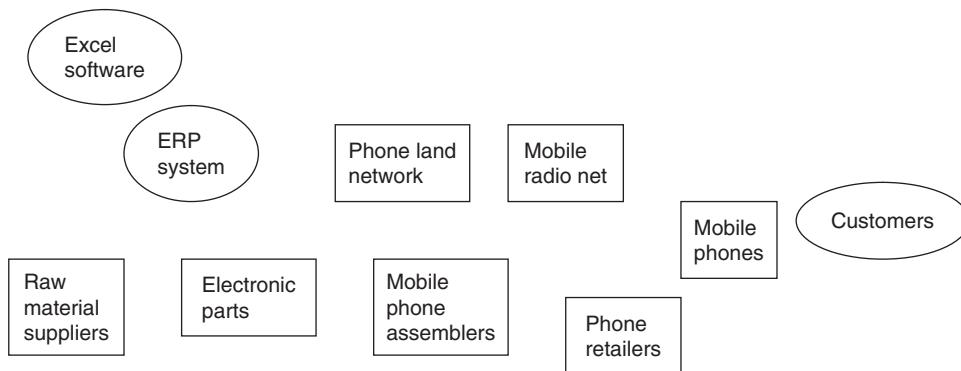 Excel
software
ERP
system
Phone land
network
Mobile
radio net
Mobile
phones
Customers
Raw
material
suppliers
Electronic
parts
Mobile
phone
assemblers
Phone
retailers